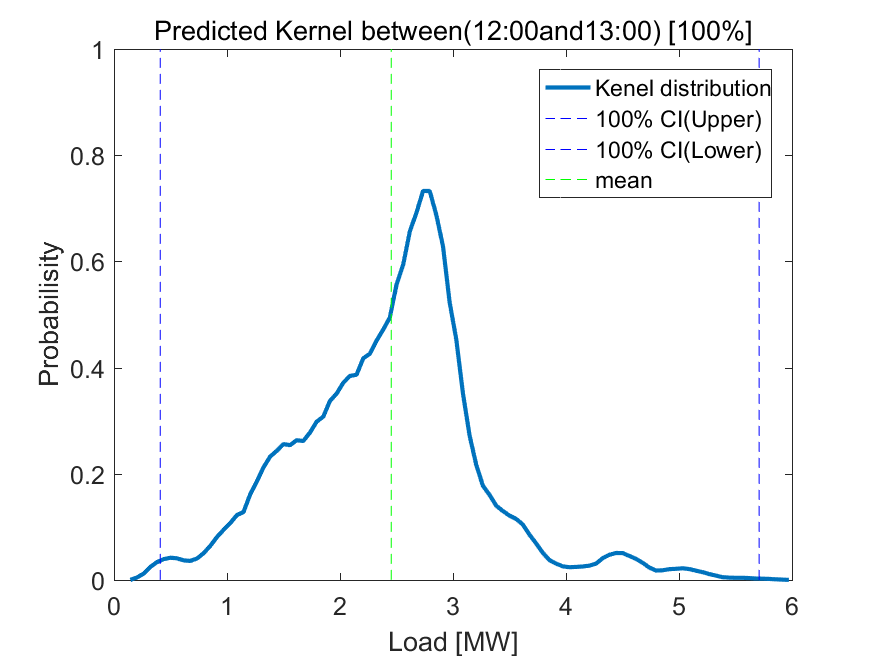 Predicted Kernel between(12:00and13:00) [100%]
1
0.8
0.6
0.4
0.2
0
Probabilisity
Kenel distribution
100% CI(Upper)
100% CI(Lower)
mean
0 1 2 3 4 5 6
Load [MW]